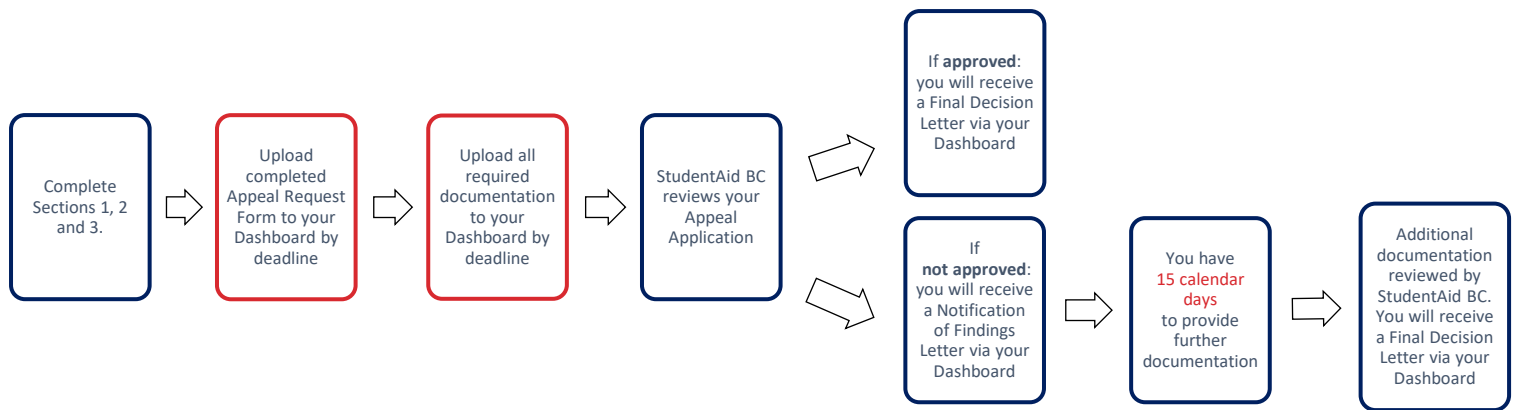 Complete
Sections 1, 2
and 3.
Upload
completed
Appeal Request
Form to your
Dashboard by
deadline
Upload all
required
documentation
to your
Dashboard by
deadline
StudentAid BC
reviews your
Appeal
Application
If approved:
you will receive
a Final Decision
Letter via your
Dashboard
If
not approved:
you will receive
a Notification
of Findings
Letter via your
Dashboard
You have
15 calendar
days
to provide
further
documentation
Additional
documentation
reviewed by
StudentAid BC.
You will receive
a Final Decision
Letter via your
Dashboard